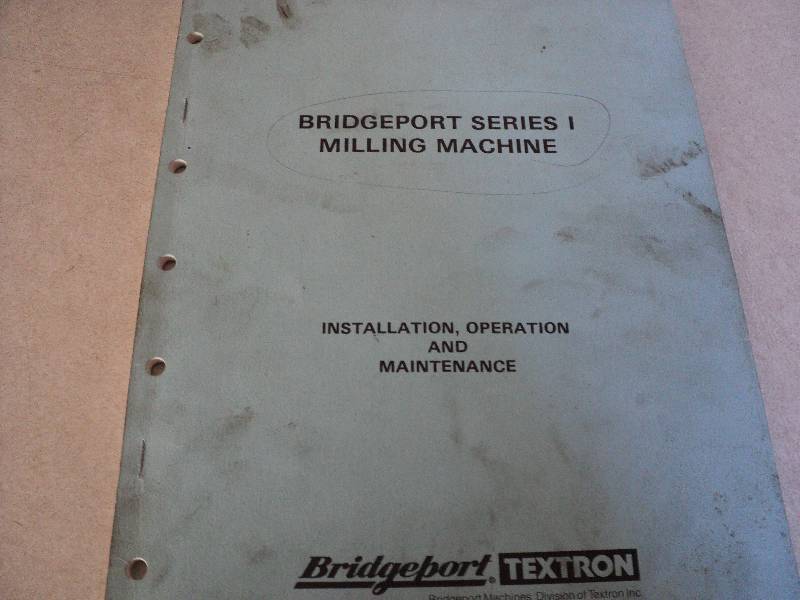 BRIDGEPORT SERIES I
MILLING MACHINE
INSTALLATION, OPERATION
AND
MAINTENANCE
Bridgeport® TEXTRON
Bridgeport Machines, Division of Textron Inc.